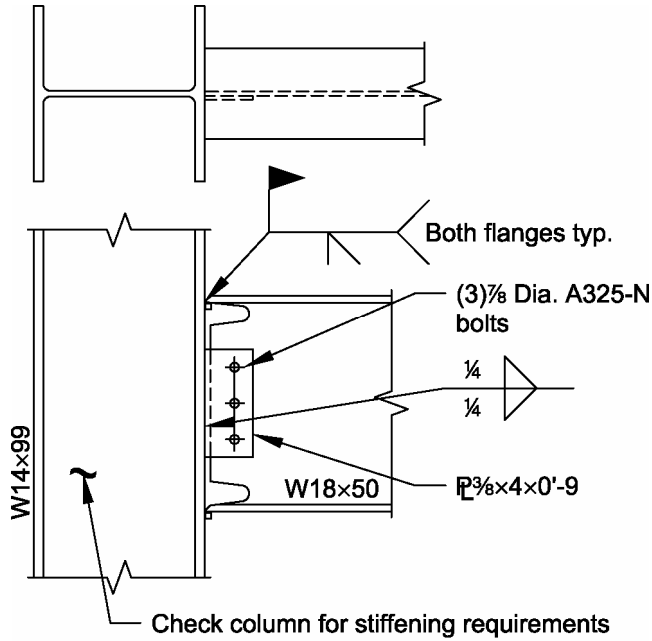 Both flanges typ.
(3)⅞ Dia. A325-N
bolts
¼
¼
W14×99
W18×50
℄⅜×4×0'-9
Check column for stiffening requirements